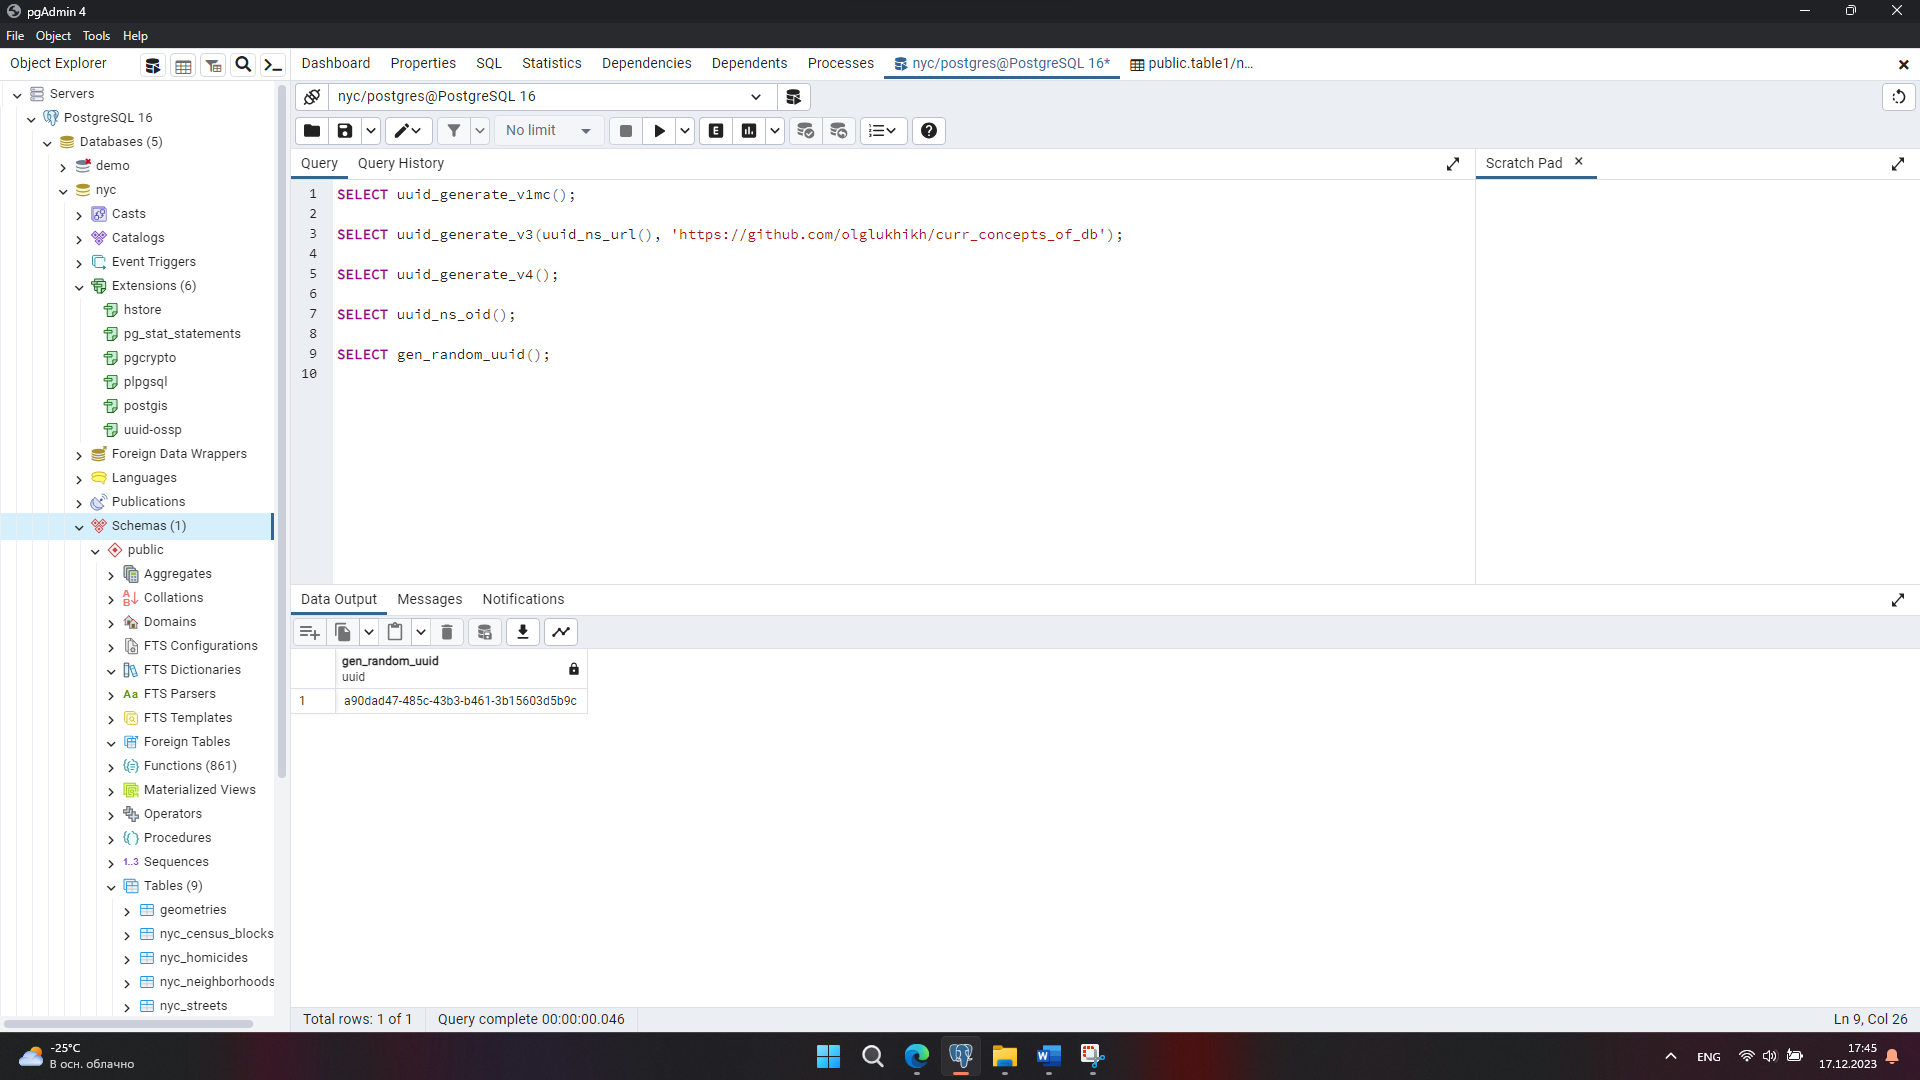 pgAdmin 4
File Object Tools Help
Object Explorer
Dashboard Properties SQL Statistics Dependencies Dependents Processes nyc/postgres@PostgreSQL 16* public.table1/n...
Servers
PostgreSQL 16
Databases (5)
demo
nyc
Casts
Catalogs
Event Triggers
Extensions (6)
hstore
pg_stat_statements
pgcrypto
plpgsql
postgis
uuid-ossp
Foreign Data Wrappers
Languages
Publications
Schemas (1)
public
Aggregates
Collations
Domains
FTS Configurations
FTS Dictionaries
Aa FTS Parsers
FTS Templates
Foreign Tables
Functions (861)
Materialized Views
Operators
Procedures
1..3 Sequences
Tables (9)
geometries
nyc_census_blocks
nyc_homicides
nyc_neighborhoods
nyc_streets
nyc/postgres@PostgreSQL 16
No limit
E
Query Query History
Scratch Pad
1 SELECT uuid_generate_v1mc();
2
3 SELECT uuid_generate_v3(uuid_ns_url(), 'https://github.com/olglukhikh/curr_concepts_of_db');
4
5 SELECT uuid_generate_v4();
6
7 SELECT uuid_ns_oid();
8
9 SELECT gen_random_uuid();
10
Data Output Messages Notifications
gen_random_uuid
uuid
1 a90dad47-485c-43b3-b461-3b15603d5b9c
Total rows: 1 of 1 Query complete 00:00:00.046 Ln 9, Col 26
-25°C
В осн. облачно
ENG
17:45
17.12.2023